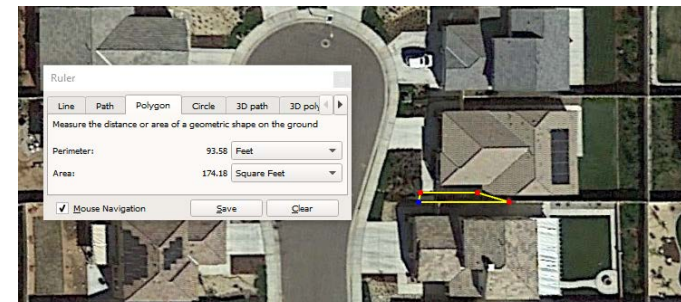 Ruler
Line Path Polygon Circle 3D path 3D poly
Measure the distance or area of a geometric shape on the ground
Perimeter: 93.58 Feet
Area: 174.18 Square Feet
Mouse Navigation Save Clear